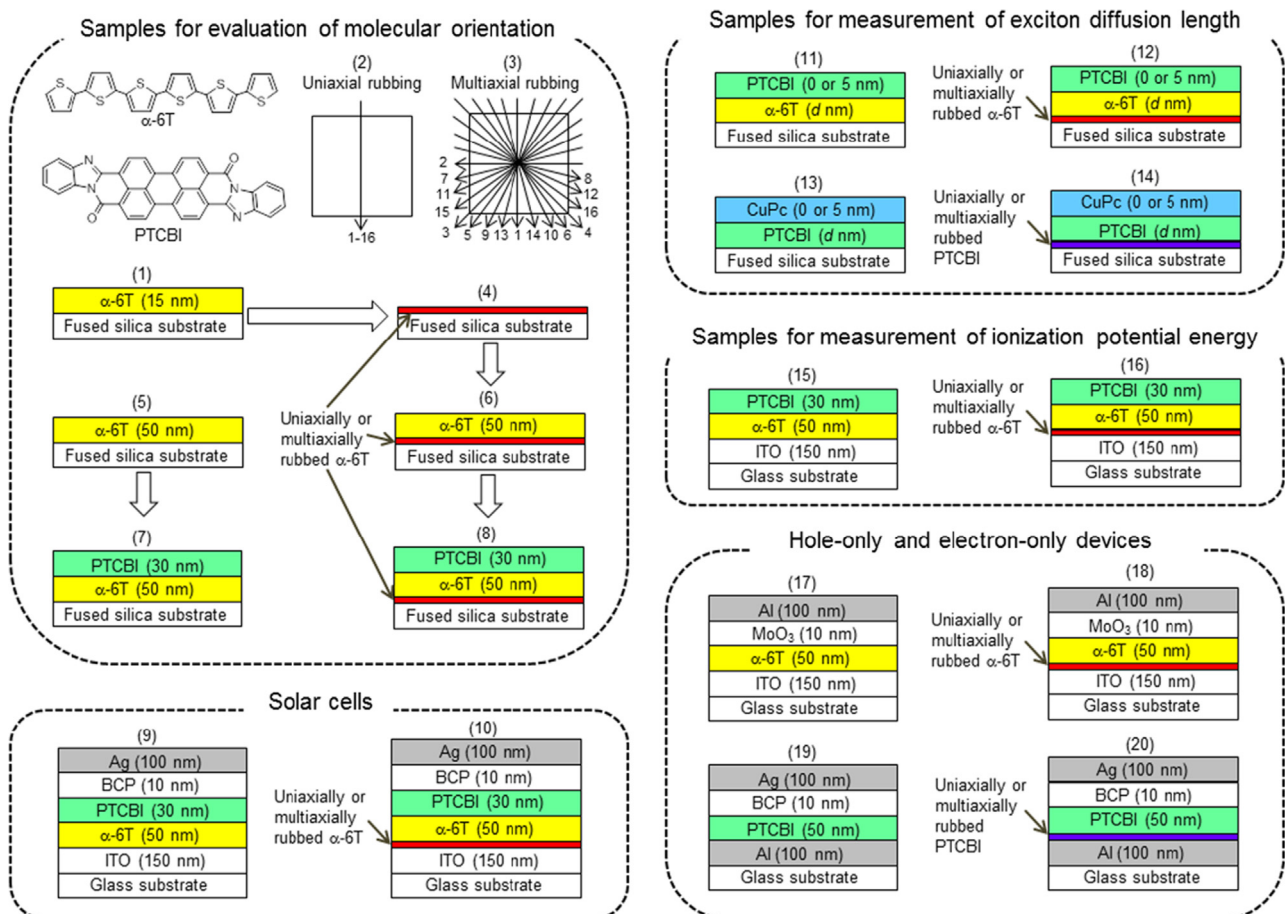 Samples for evaluation of molecular orientation
α-6T
PTCBI
(2)
Uniaxial rubbing
1-16
(3)
Multiaxial rubbing
2
7
11
15
3 5 9 13 1 14 10 6 4
8
12
16
(1)
α-6T (15 nm)
Fused silica substrate
(4)
Fused silica substrate
(5)
α-6T (50 nm)
Fused silica substrate
Uniaxially or
multiaxially
rubbed α-6T
(6)
α-6T (50 nm)
Fused silica substrate
(7)
PTCBI (30 nm)
α-6T (50 nm)
Fused silica substrate
(8)
PTCBI (30 nm)
α-6T (50 nm)
Fused silica substrate
Solar cells
(9)
Ag (100 nm)
BCP (10 nm)
PTCBI (30 nm)
α-6T (50 nm)
ITO (150 nm)
Glass substrate
Uniaxially or
multiaxially
rubbed α-6T
(10)
Ag (100 nm)
BCP (10 nm)
PTCBI (30 nm)
α-6T (50 nm)
ITO (150 nm)
Glass substrate
Samples for measurement of exciton diffusion length
(11)
PTCBI (0 or 5 nm)
α-6T (d nm)
Fused silica substrate
Uniaxially or
multiaxially
rubbed α-6T
(12)
PTCBI (0 or 5 nm)
α-6T (d nm)
Fused silica substrate
(13)
CuPc (0 or 5 nm)
PTCBI (d nm)
Fused silica substrate
Uniaxially or
multiaxially
rubbed
PTCBI
(14)
CuPc (0 or 5 nm)
PTCBI (d nm)
Fused silica substrate
Samples for measurement of ionization potential energy
(15)
PTCBI (30 nm)
α-6T (50 nm)
ITO (150 nm)
Glass substrate
Uniaxially or
multiaxially
rubbed α-6T
(16)
PTCBI (30 nm)
α-6T (50 nm)
ITO (150 nm)
Glass substrate
Hole-only and electron-only devices
(17)
Al (100 nm)
MoO₃ (10 nm)
α-6T (50 nm)
ITO (150 nm)
Glass substrate
Uniaxially or
multiaxially
rubbed α-6T
(18)
Al (100 nm)
MoO₃ (10 nm)
α-6T (50 nm)
ITO (150 nm)
Glass substrate
(19)
Ag (100 nm)
BCP (10 nm)
PTCBI (50 nm)
Al (100 nm)
Glass substrate
Uniaxially or
multiaxially
rubbed
PTCBI
(20)
Ag (100 nm)
BCP (10 nm)
PTCBI (50 nm)
Al (100 nm)
Glass substrate